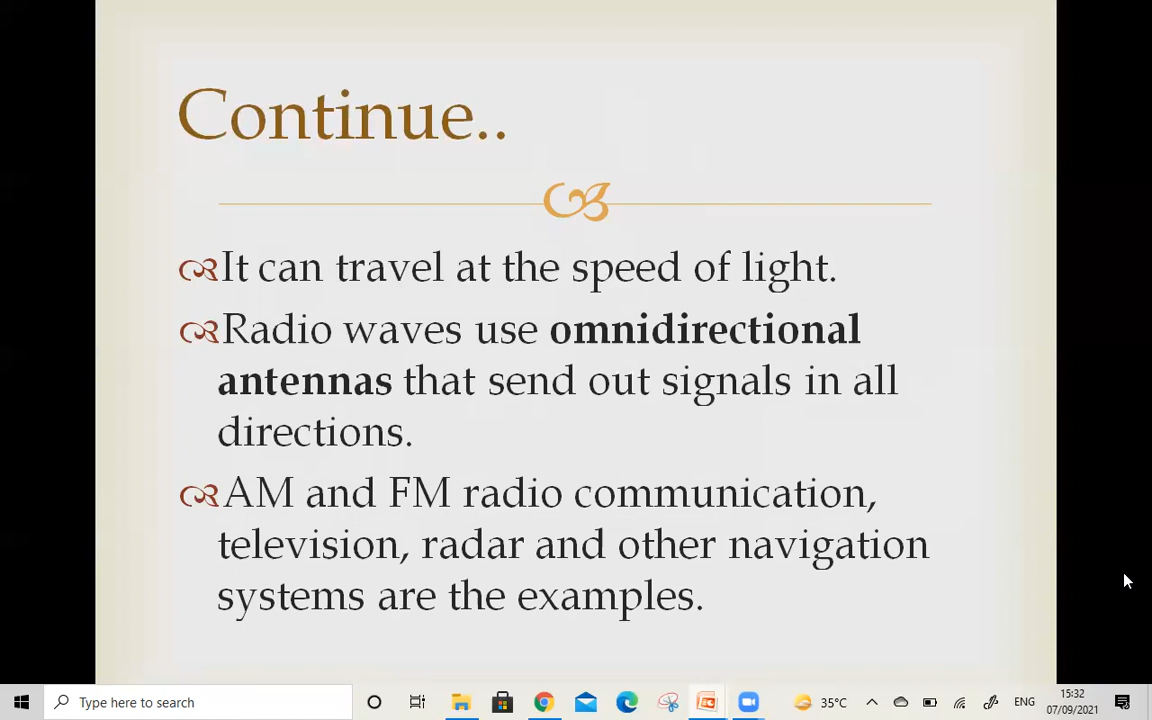 Continue..
It can travel at the speed of light.
Radio waves use omnidirectional
antennas that send out signals in all
directions.
AM and FM radio communication,
television, radar and other navigation
systems are the examples.
Type here to search
35°C
ENG
15:32
07/09/2021